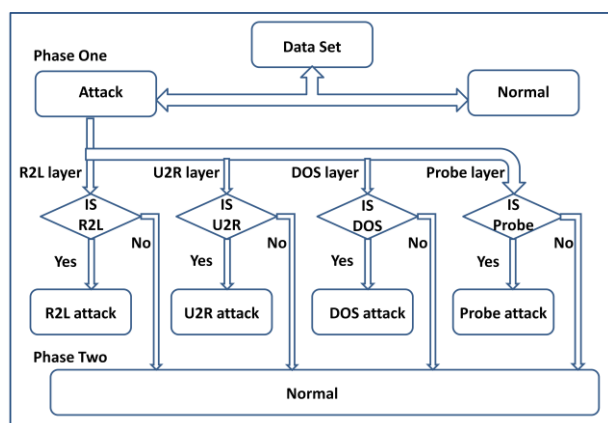 Data Set
Phase One
Attack
Normal
R2L layer
U2R layer
DOS layer
Probe layer
IS
R2L
IS
U2R
IS
DOS
IS
Probe
No
No
No
No
Yes
Yes
Yes
Yes
R2L attack
U2R attack
DOS attack
Probe attack
Phase Two
Normal